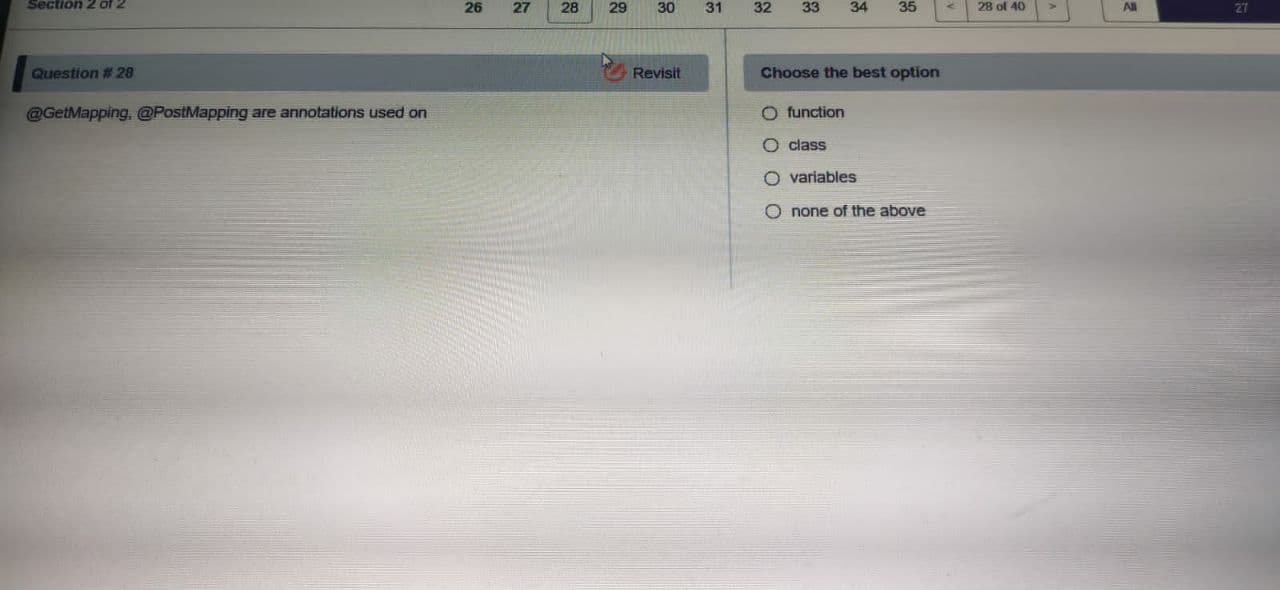 Section 2 of 2
26 27 28 29 30 31 32 33 34 35 < 28 of 40 > All 27
Question # 28
Revisit
@GetMapping, @PostMapping are annotations used on
Choose the best option
function
class
variables
none of the above